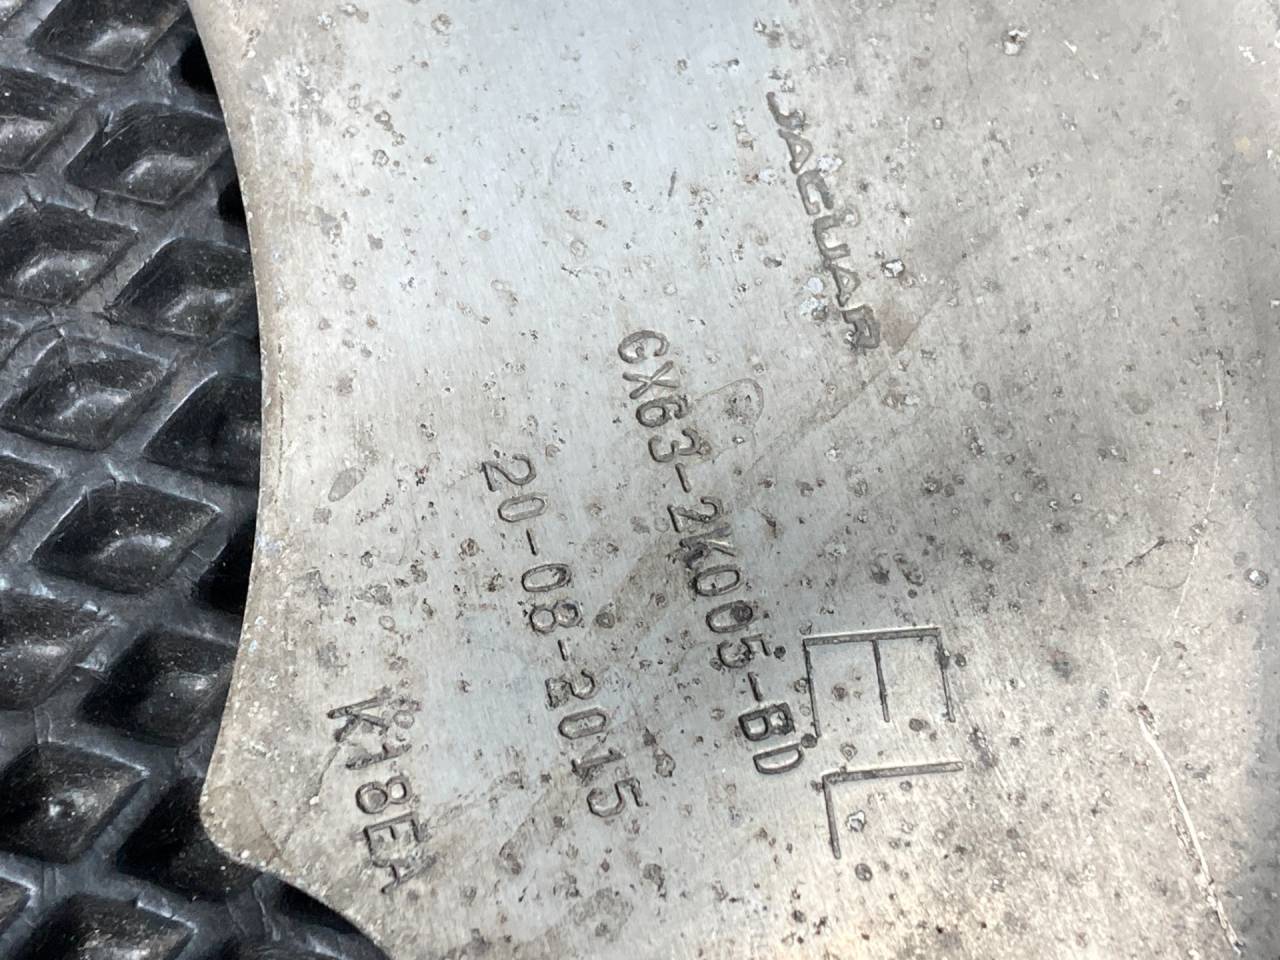 JAGUAR
GX63-2K005-BD
EL
20-08-2015
K18EA